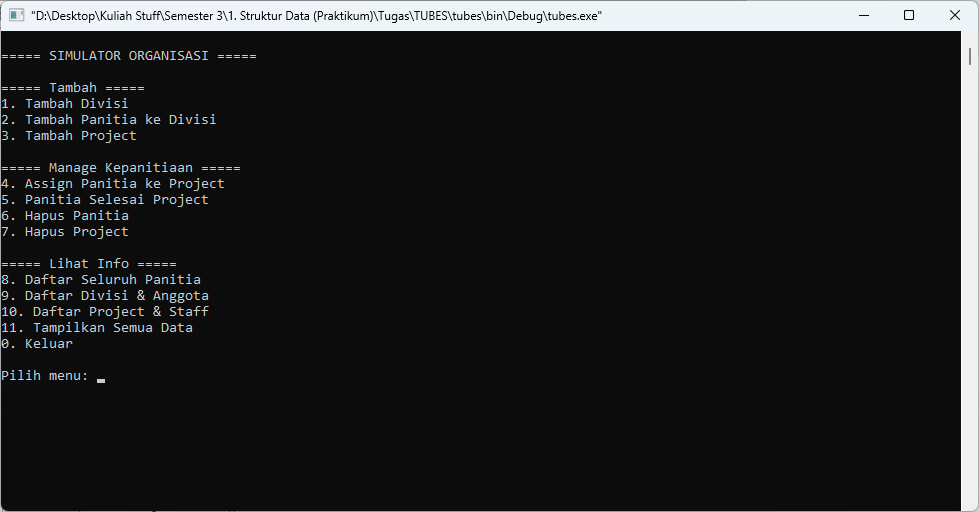 "D:\Desktop\Kuliah Stuff\Semester 3\1. Struktur Data (Praktikum)\Tugas\TUBES\tubes\bin\Debug\tubes.exe"
===== SIMULATOR ORGANISASI =====
===== Tambah =====
1. Tambah Divisi
2. Tambah Panitia ke Divisi
3. Tambah Project
===== Manage Kepanitiaan =====
4. Assign Panitia ke Project
5. Panitia Selesai Project
6. Hapus Panitia
7. Hapus Project
===== Lihat Info =====
8. Daftar Seluruh Panitia
9. Daftar Divisi & Anggota
10. Daftar Project & Staff
11. Tampilkan Semua Data
0. Keluar
Pilih menu: